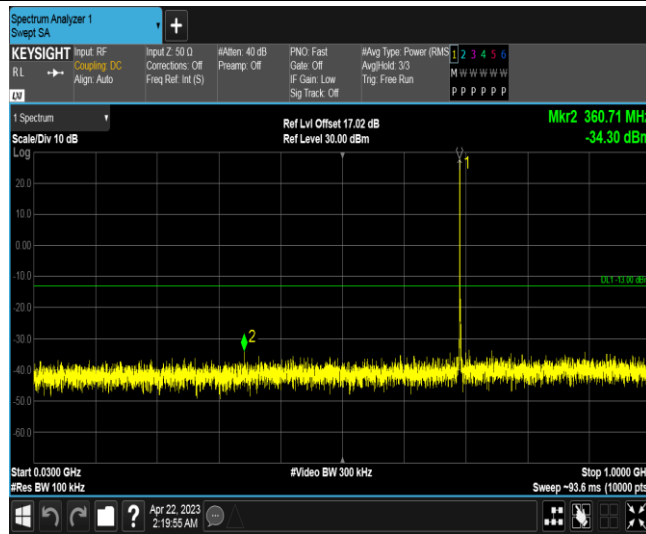 Spectrum Analyzer 1
Swept SA
+
KEYSIGHT
RL
LXI
Input: RF
Coupling: DC
Align: Auto
Input Z: 50 Ω
Corrections: Off
Freq Ref: Int (S)
#Atten: 40 dB
Preamp: Off
PNO: Fast
Gate: Off
IF Gain: Low
Sig Track: Off
#Avg Type: Power (RMS
Avg|Hold: 3/3
Trig: Free Run
1 2 3 4 5 6
M W W W W W
P P P P P P
1 Spectrum
Scale/Div 10 dB
Log
Ref Lvl Offset 17.02 dB
Ref Level 30.00 dBm
Mkr2 360.71 MHz
-34.30 dBm
1
20.0
10.0
0.00
-10.0
DL1 -13.00 dBm
-20.0
-30.0
2
-40.0
-50.0
-60.0
Start 0.0300 GHz
#Res BW 100 kHz
#Video BW 300 kHz
Stop 1.0000 GH
Sweep ~93.6 ms (10000 pts
?
Apr 22, 2023
2:19:55 AM